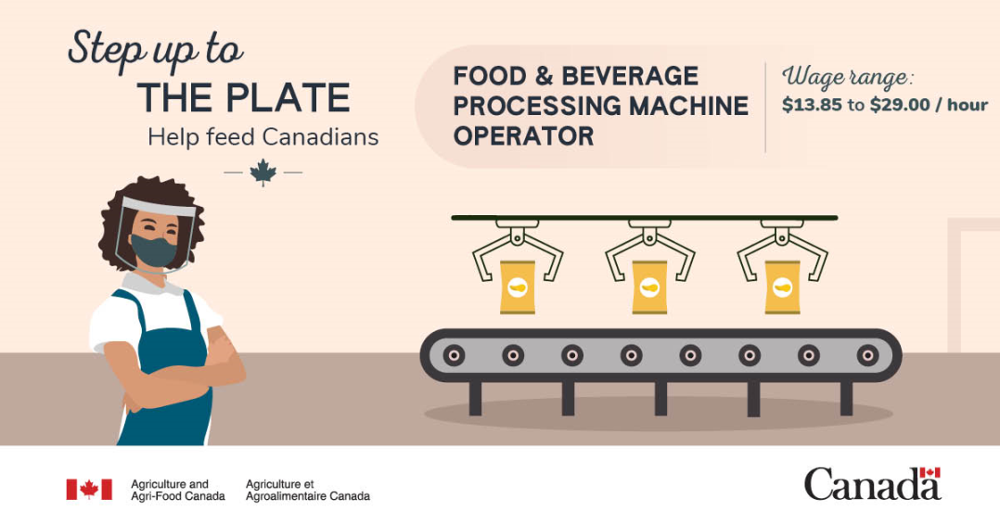 Step up to
THE PLATE
Help feed Canadians
FOOD & BEVERAGE
PROCESSING MACHINE
OPERATOR
Wage range:
$13.85 to $29.00 / hour
Agriculture and
Agri-Food Canada
Agriculture et
Agroalimentaire Canada
Canada